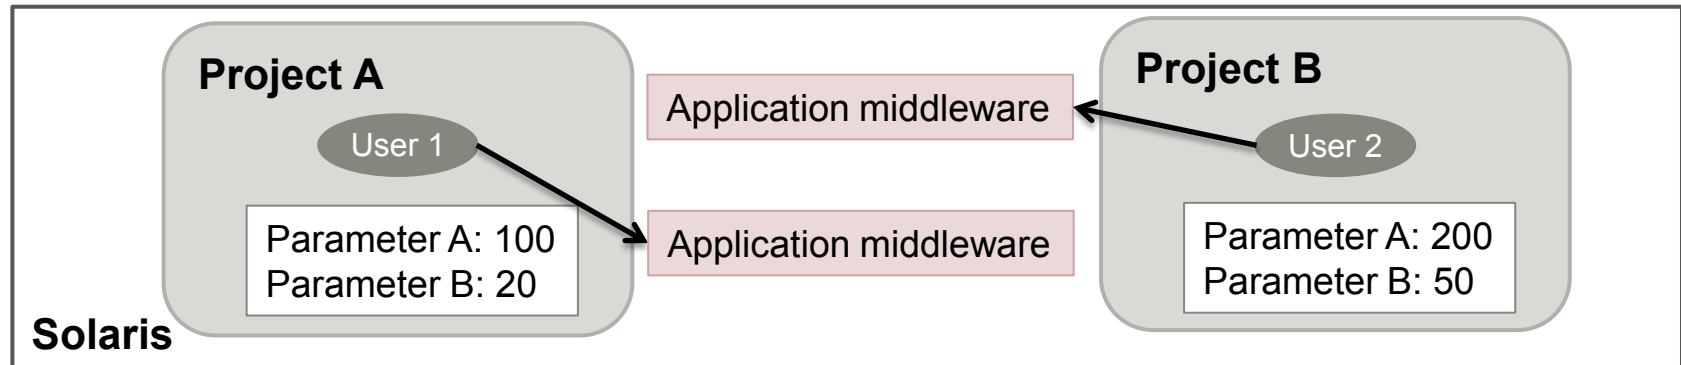 Project A
User 1
Parameter A: 100
Parameter B: 20
Application middleware
Application middleware
Project B
User 2
Parameter A: 200
Parameter B: 50
Solaris